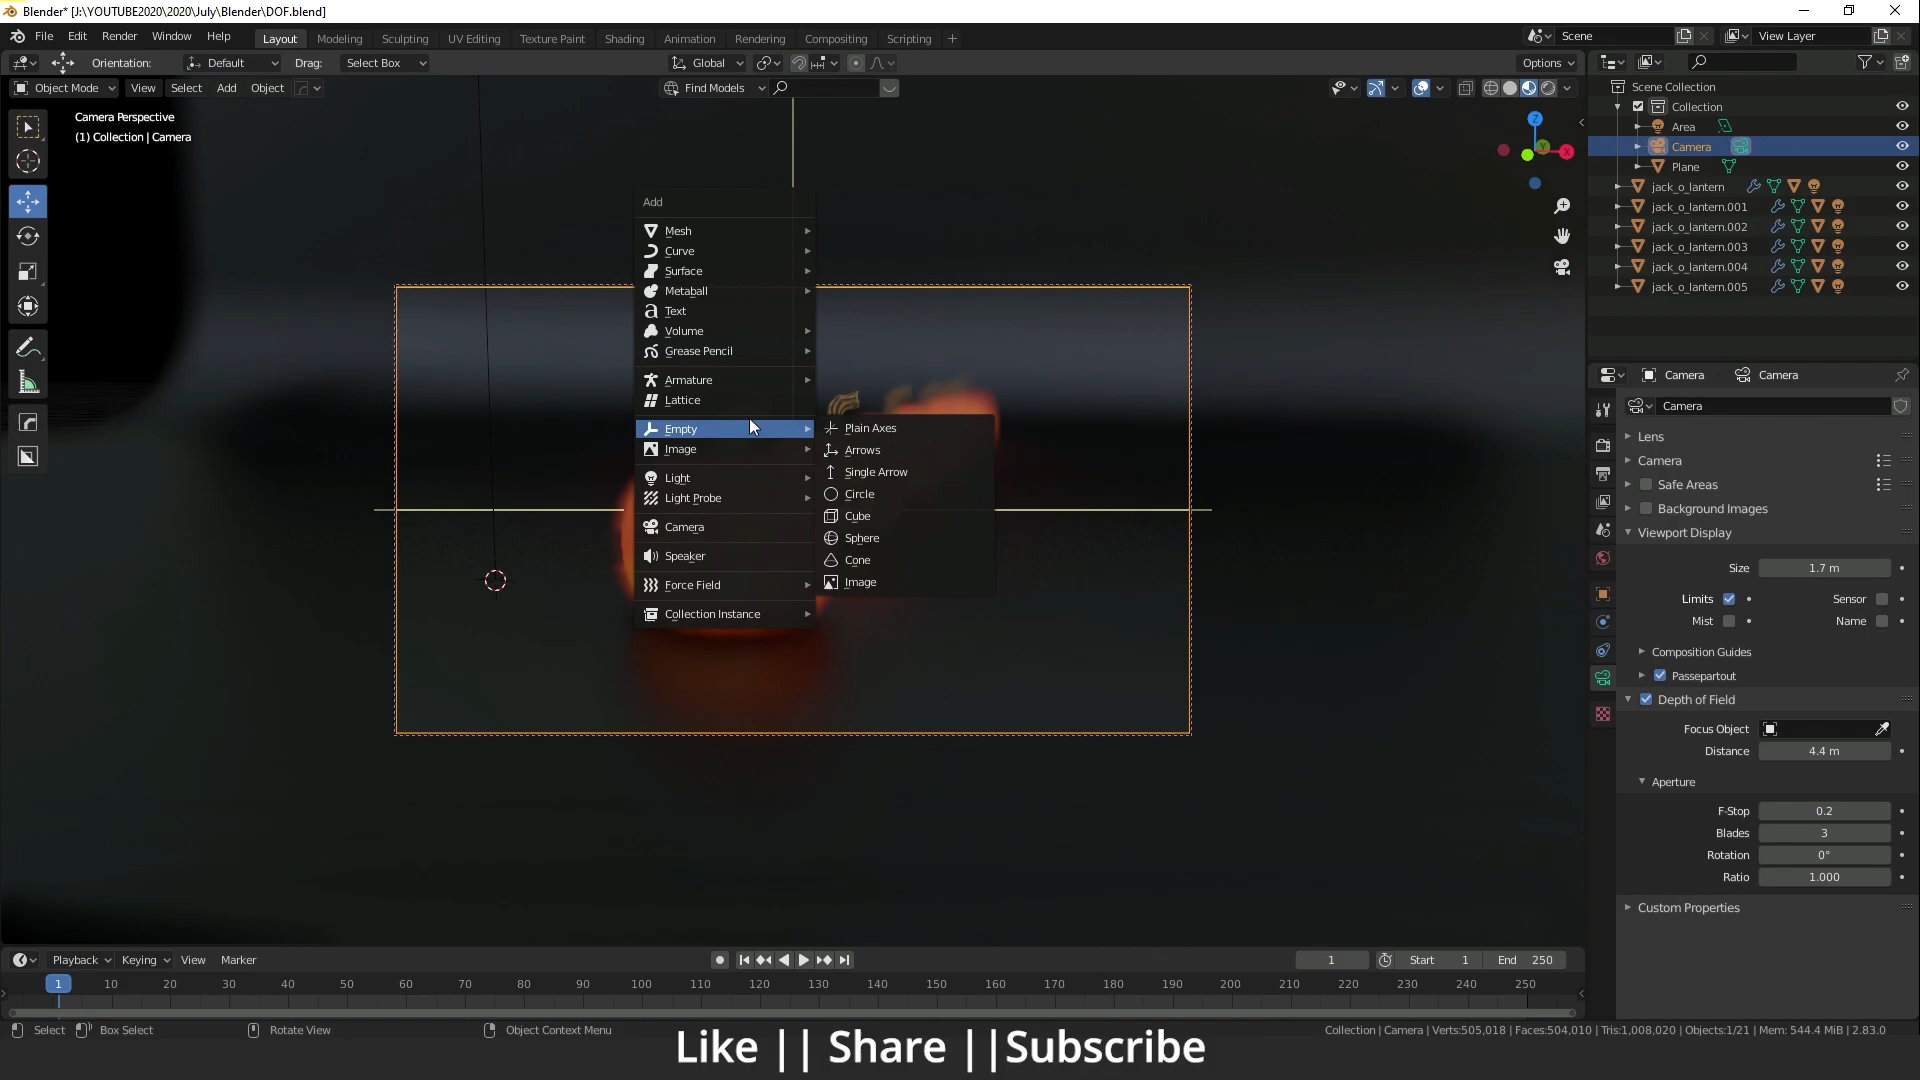 Blender* [J:\YOUTUBE2020\2020\July\Blender\DOF.blend]
File Edit Render Window Help
Layout Modeling Sculpting UV Editing Texture Paint Shading Animation Rendering Compositing Scripting +
Scene
View Layer
Orientation: Default Drag: Select Box
Global
Options
Object Mode View Select Add Object
Find Models
Camera Perspective
(1) Collection | Camera
Z
Y
X
Scene Collection
Collection
Area
Camera
Plane
jack_o_lantern
jack_o_lantern.001
jack_o_lantern.002
jack_o_lantern.003
jack_o_lantern.004
jack_o_lantern.005
Add
Mesh
Curve
Surface
Metaball
Text
Volume
Grease Pencil
Armature
Lattice
Empty
Image
Light
Light Probe
Camera
Speaker
Force Field
Collection Instance
Plain Axes
Arrows
Single Arrow
Circle
Cube
Sphere
Cone
Image
Camera Camera
Camera
Lens
Camera
Safe Areas
Background Images
Viewport Display
Size 1.7 m
Limits Sensor
Mist Name
Composition Guides
Passepartout
Depth of Field
Focus Object
Distance 4.4 m
Aperture
F-Stop 0.2
Blades 3
Rotation 0°
Ratio 1.000
Custom Properties
Playback Keying View Marker
1 Start 1 End 250
1 10 20 30 40 50 60 70 80 90 100 110 120 130 140 150 160 170 180 190 200 210 220 230 240 250
Select Box Select Rotate View Object Context Menu
Collection | Camera | Verts:505,018 | Faces:504,010 | Tris:1,008,020 | Objects:1/21 | Mem: 544.4 MiB | 2.83.0
Like || Share ||Subscribe